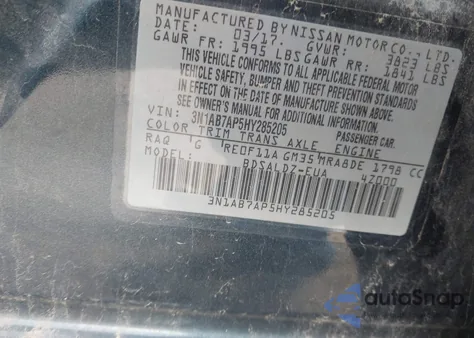 MANUFACTURED BY NISSAN MOTOR CO., LTD.
DATE: 03/17. GVWR: 3823 LBS
GAWR FR: 1995 LBS GAWR RR: 1841 LBS
THIS VEHICLE CONFORMS TO ALL APPLICABLE FEDERAL MOTOR
VEHICLE SAFETY, BUMPER AND THEFT PREVENTION STANDARDS
IN EFFECT ON THE DATE OF MANUFACTURE SHOWN ABOVE.
SEE OWNER'S MANUAL FOR ADDITIONAL INFORMATION.
VIN: 3N1AB7AP5HY285205 PASSENGER CAR.
COLOR TRIM TRANS AXLE ENGINE
RAQ G RE0F11A GM35 MRA8DE 1798 CC
MODEL: BDSALDZ-EUA 4Z000
3N1AB7AP5HY285205
autoSnap